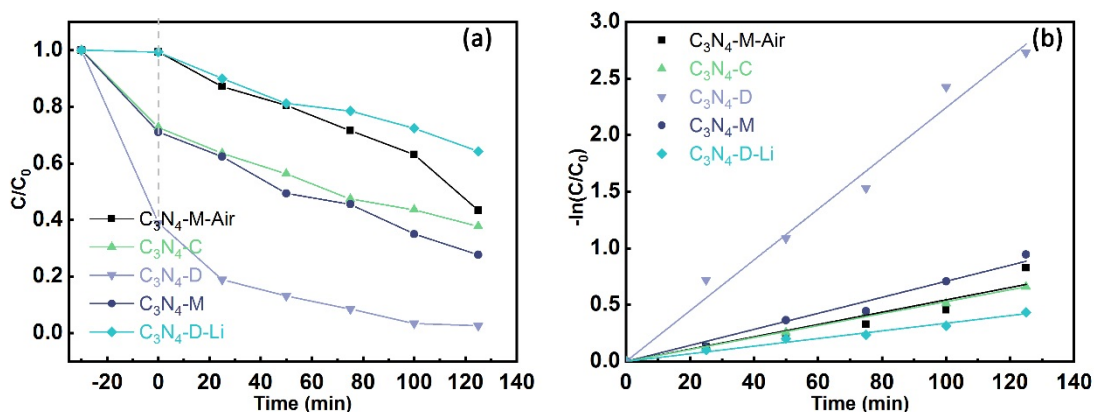 (a)
1.0
0.8
0.6
0.4
0.2
0.0
C/C₀
C₃N₄-M-Air
C₃N₄-C
C₃N₄-D
C₃N₄-M
C₃N₄-D-Li
-20 0 20 40 60 80 100 120 140
Time (min)
(b)
-3.0
2.5
2.0
1.5
1.0
0.5
0.0
-ln(C/C₀)
C₃N₄-M-Air
C₃N₄-C
C₃N₄-D
C₃N₄-M
C₃N₄-D-Li
0 20 40 60 80 100 120 140
Time (min)